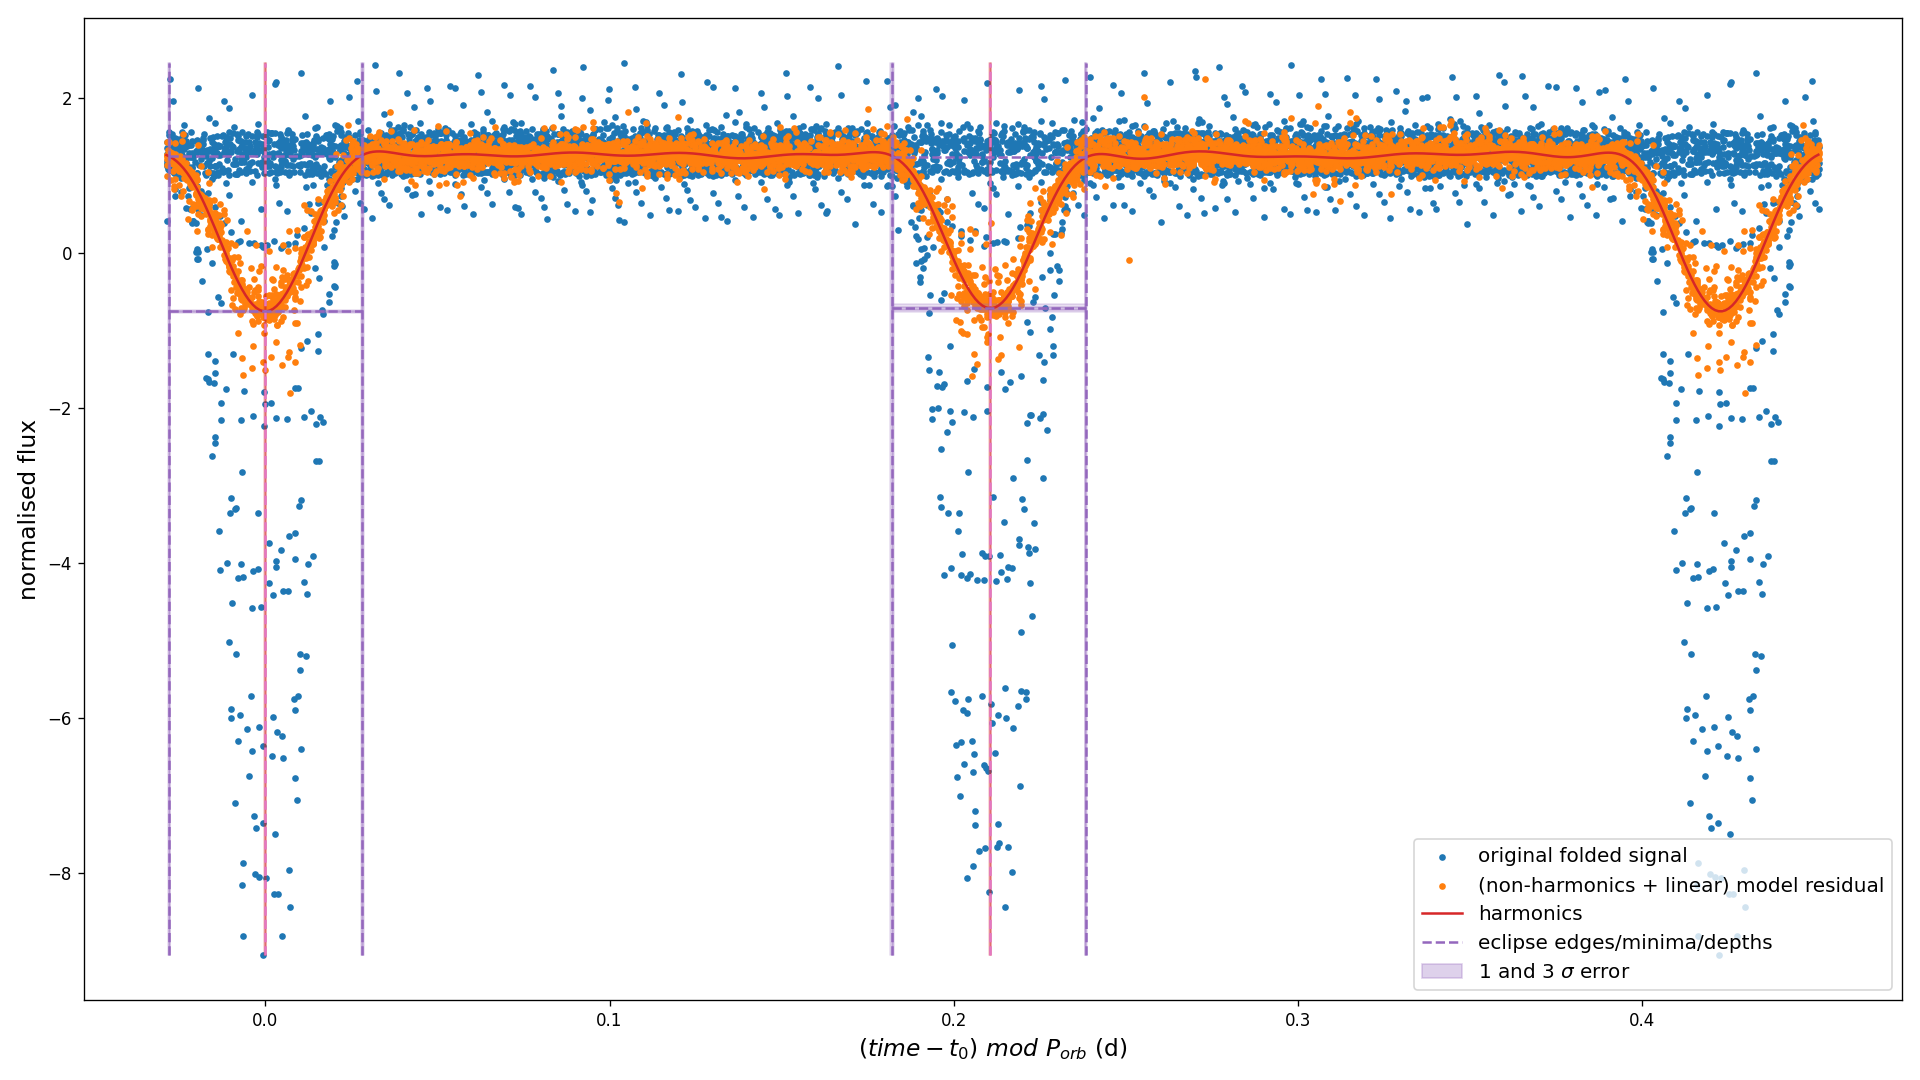 normalised flux
2
0
−2
−4
−6
−8
0.0
0.1
0.2
0.3
0.4
(time − t₀) mod Pₒᵣb (d)
original folded signal
(non-harmonics + linear) model residual
harmonics
eclipse edges/minima/depths
1 and 3 σ error